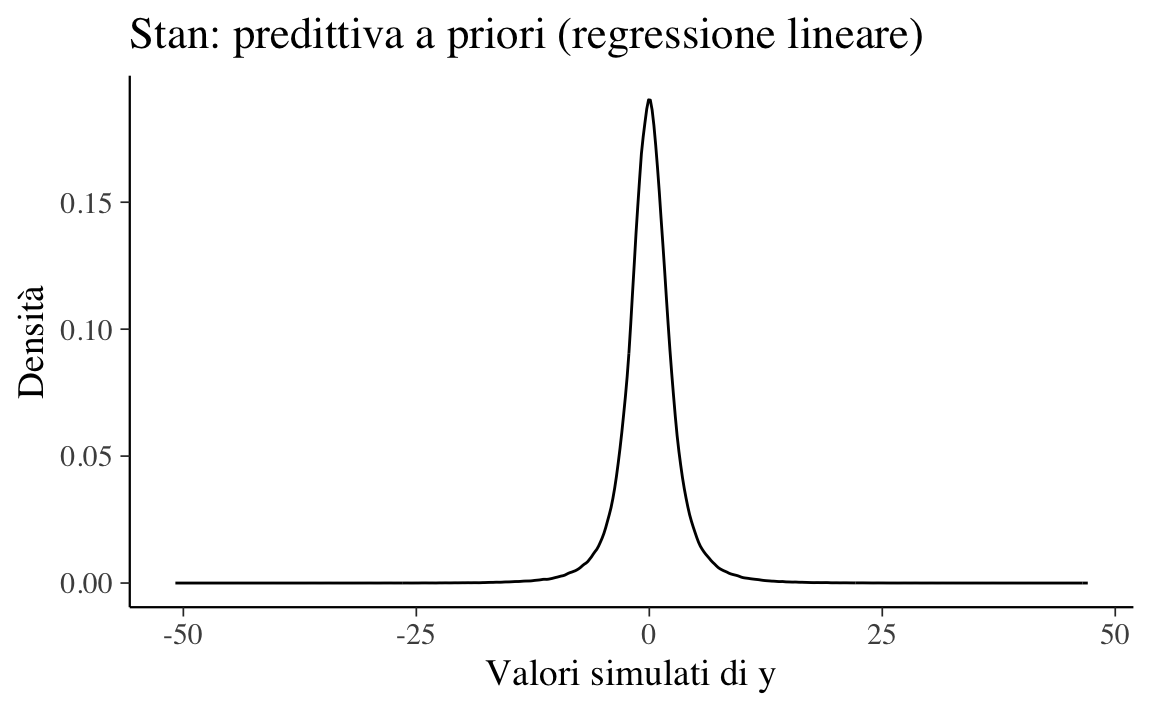 Stan: predittiva a priori (regressione lineare)
Densità
0.15
0.10
0.05
0.00
-50 -25 0 25 50
Valori simulati di y